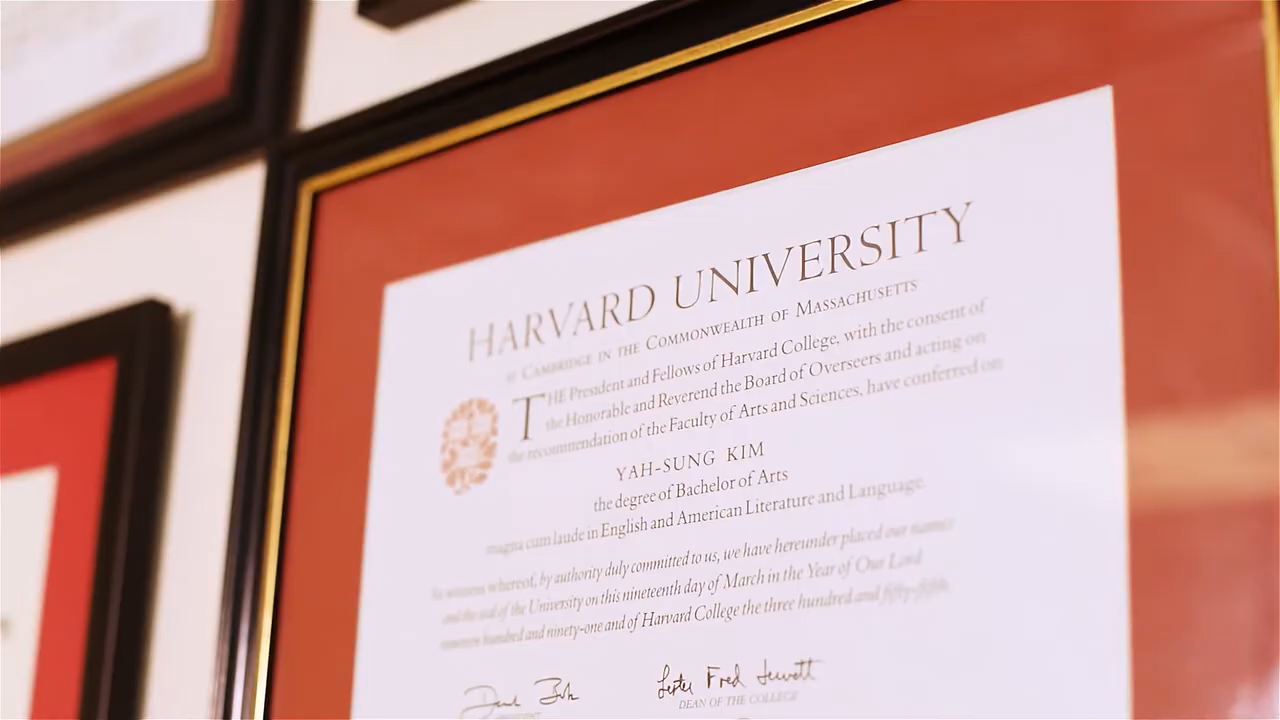 HARVARD UNIVERSITY
at CAMBRIDGE IN THE COMMONWEALTH OF MASSACHUSETTS
THE President and Fellows of Harvard College, with the consent of
the Honorable and Reverend the Board of Overseers and acting on
the recommendation of the Faculty of Arts and Sciences, have conferred on
YAH-SUNG KIM
the degree of Bachelor of Arts
magna cum laude in English and American Literature and Language.
In witness whereof, by authority duly committed to us, we have hereunder placed our names
and the seal of the University on this nineteenth day of March in the Year of Our Lord
nineteen hundred and ninety-one and of Harvard College the three hundred and fifty-fifth.
Lester Fred Jewett
DEAN OF THE COLLEGE